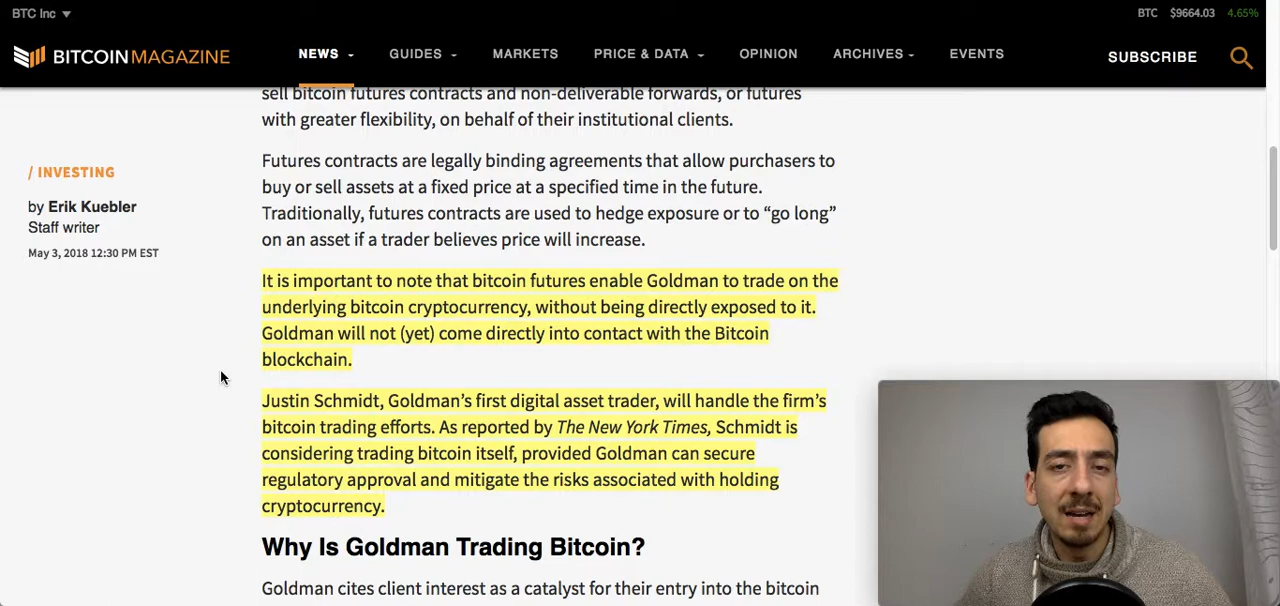 BTC Inc
BTC $9664.03 4.65%
BITCOINMAGAZINE
NEWS GUIDES MARKETS PRICE & DATA OPINION ARCHIVES EVENTS SUBSCRIBE
sell bitcoin futures contracts and non-deliverable forwards, or futures
with greater flexibility, on behalf of their institutional clients.
/ INVESTING
by Erik Kuebler
Staff writer
May 3, 2018 12:30 PM EST
Futures contracts are legally binding agreements that allow purchasers to
buy or sell assets at a fixed price at a specified time in the future.
Traditionally, futures contracts are used to hedge exposure or to “go long”
on an asset if a trader believes price will increase.
It is important to note that bitcoin futures enable Goldman to trade on the
underlying bitcoin cryptocurrency, without being directly exposed to it.
Goldman will not (yet) come directly into contact with the Bitcoin
blockchain.
Justin Schmidt, Goldman’s first digital asset trader, will handle the firm’s
bitcoin trading efforts. As reported by The New York Times, Schmidt is
considering trading bitcoin itself, provided Goldman can secure
regulatory approval and mitigate the risks associated with holding
cryptocurrency.
Why Is Goldman Trading Bitcoin?
Goldman cites client interest as a catalyst for their entry into the bitcoin